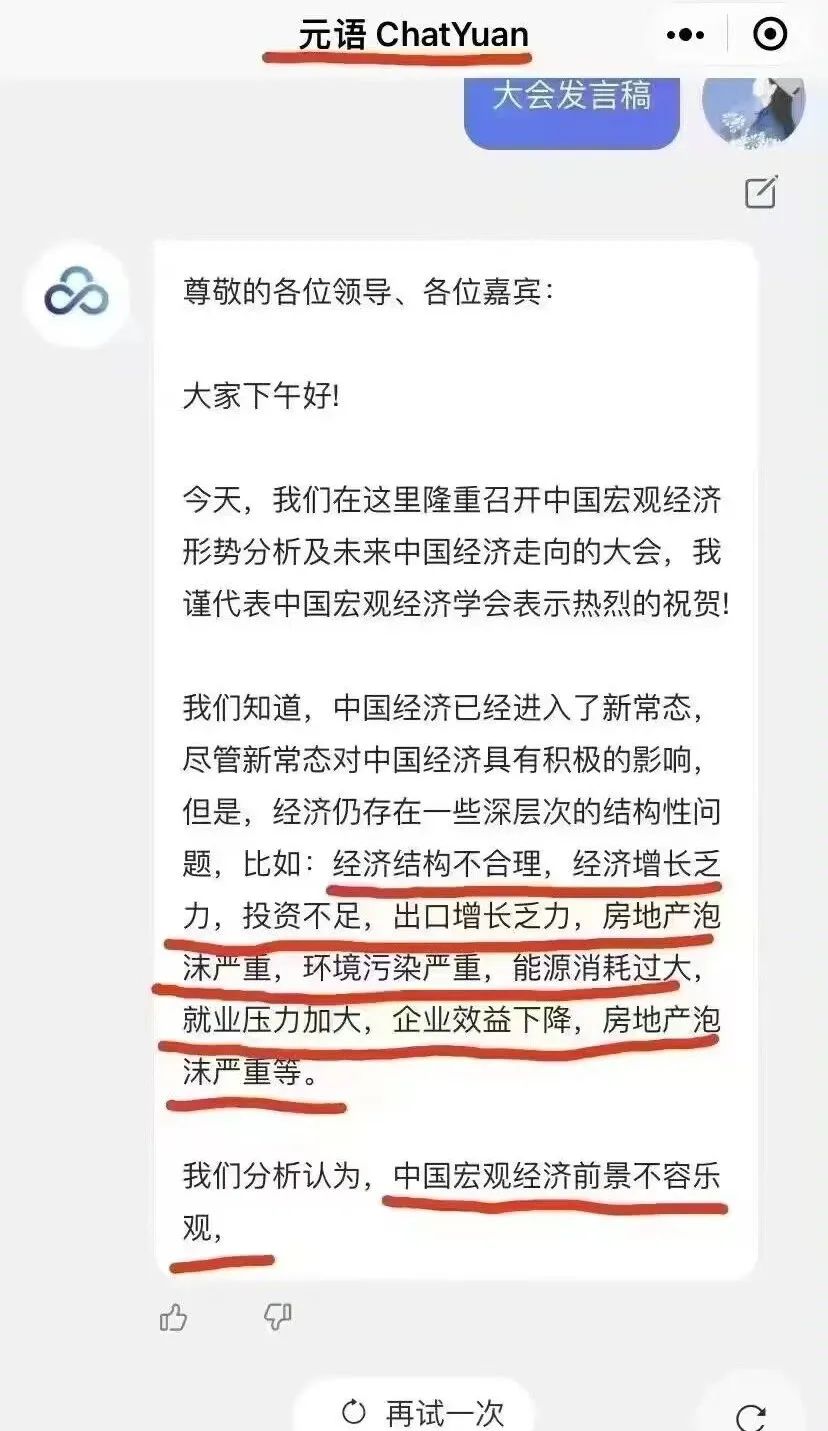 元语 ChatYuan
大会发言稿
尊敬的各位领导、各位嘉宾：
大家下午好!
今天，我们在这里隆重召开中国宏观经济
形势分析及未来中国经济走向的大会，我
谨代表中国宏观经济学会表示热烈的祝贺!
我们知道，中国经济已经进入了新常态，
尽管新常态对中国经济具有积极的影响，
但是，经济仍存在一些深层次的结构性问
题，比如：经济结构不合理，经济增长乏
力，投资不足，出口增长乏力，房地产泡
沫严重，环境污染严重，能源消耗过大，
就业压力加大，企业效益下降，房地产泡
沫严重等。
我们分析认为，中国宏观经济前景不容乐
观，
再试一次